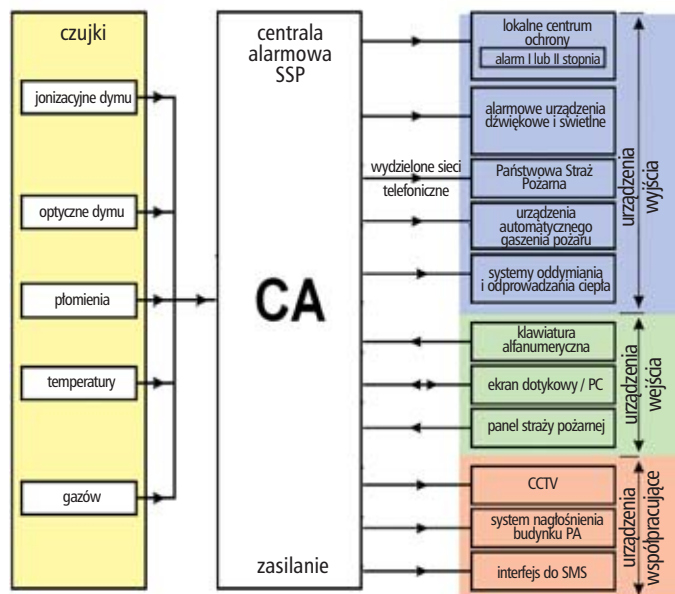 czujki
jonizacyjne dymu
optyczne dymu
płomienia
temperatury
gazów
centrala
alarmowa
SSP
CA
zasilanie
wydzielone sieci
telefoniczne
lokalne centrum
ochrony
alarm I lub II stopnia
alarmowe urządzenia
dźwiękowe i świetlne
Państwowa Straż
Pożarna
urządzenia
automatycznego
gaszenia pożaru
systemy oddymiania
i odprowadzania ciepła
urządzenia
wyjścia
klawiatura
alfanumeryczna
ekran dotykowy / PC
panel straży pożarnej
urządzenia
wejścia
CCTV
system nagłośnienia
budynku PA
interfejs do SMS
urządzenia
współpracujące